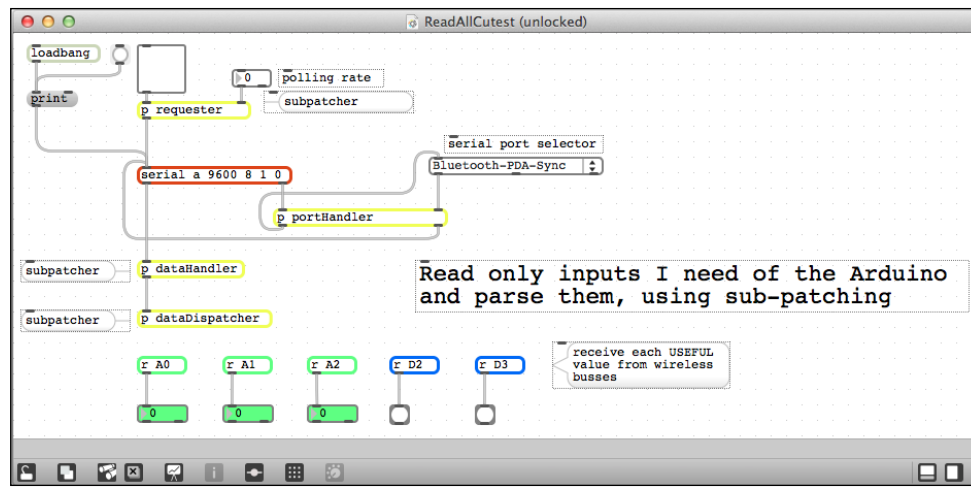 ReadAllCutest (unlocked)
loadbang
0
polling rate
print
subpatcher
p requester
serial port selector
Bluetooth-PDA-Sync
serial a 9600 8 1 0
p portHandler
subpatcher
p dataHandler
Read only inputs I need of the Arduino
and parse them, using sub-patching
subpatcher
p dataDispatcher
r A0
r A1
r A2
r D2
r D3
receive each USEFUL
value from wireless
busses
0
0
0